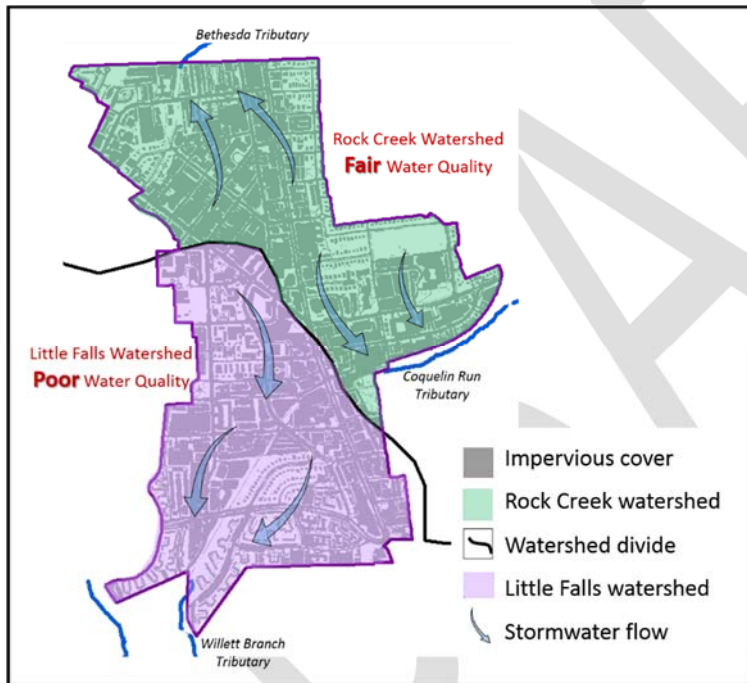 Bethesda Tributary
Rock Creek Watershed
Fair Water Quality
Little Falls Watershed
Poor Water Quality
Coquelin Run
Tributary
Impervious cover
Rock Creek watershed
Watershed divide
Little Falls watershed
Stormwater flow
Willett Branch
Tributary